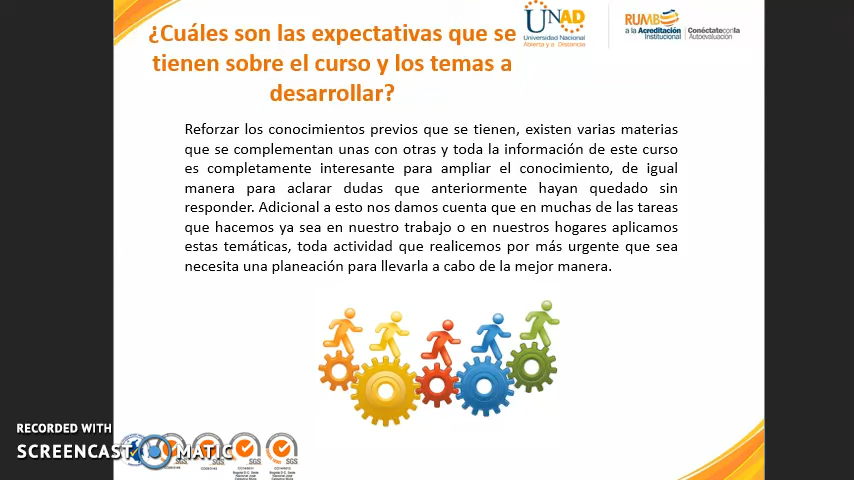 ¿Cuáles son las expectativas que se
tienen sobre el curso y los temas a
desarrollar?
UNAD
Universidad Nacional
Abierta y a Distancia
RUMBO
a la Acreditación
Institucional
Conéctate con la
Autoevaluación
Reforzar los conocimientos previos que se tienen, existen varias materias
que se complementan unas con otras y toda la información de este curso
es completamente interesante para ampliar el conocimiento, de igual
manera para aclarar dudas que anteriormente hayan quedado sin
responder. Adicional a esto nos damos cuenta que en muchas de las tareas
que hacemos ya sea en nuestro trabajo o en nuestros hogares aplicamos
estas temáticas, toda actividad que realicemos por más urgente que sea
necesita una planeación para llevarla a cabo de la mejor manera.
RECORDED WITH
SCREENCAST MATIC
SGS
SGS
SGS
SGS